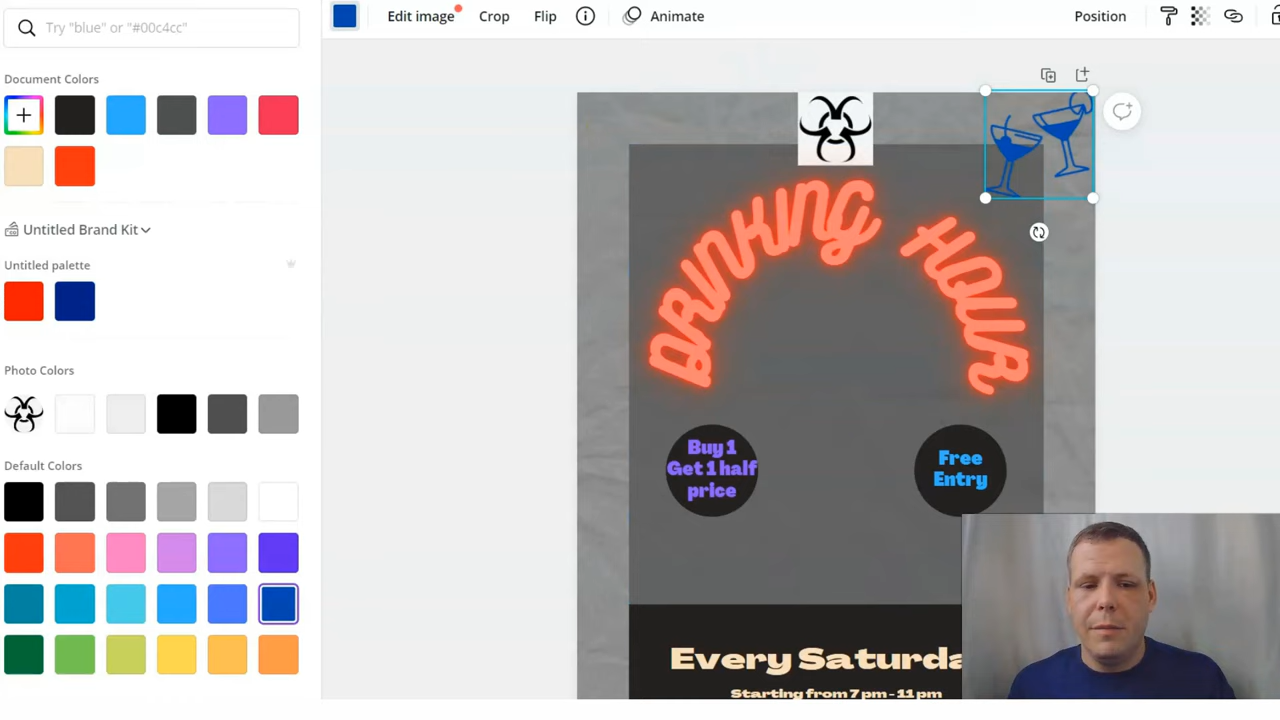 Edit image
Crop
Flip
Animate
Position
Try "blue" or "#00c4cc"
Document Colors
Untitled Brand Kit
Untitled palette
Photo Colors
Default Colors
DRINKING HOUR
Buy 1
Get 1 half
price
Free
Entry
Every Saturda
Starting from 7 pm - 11 pm